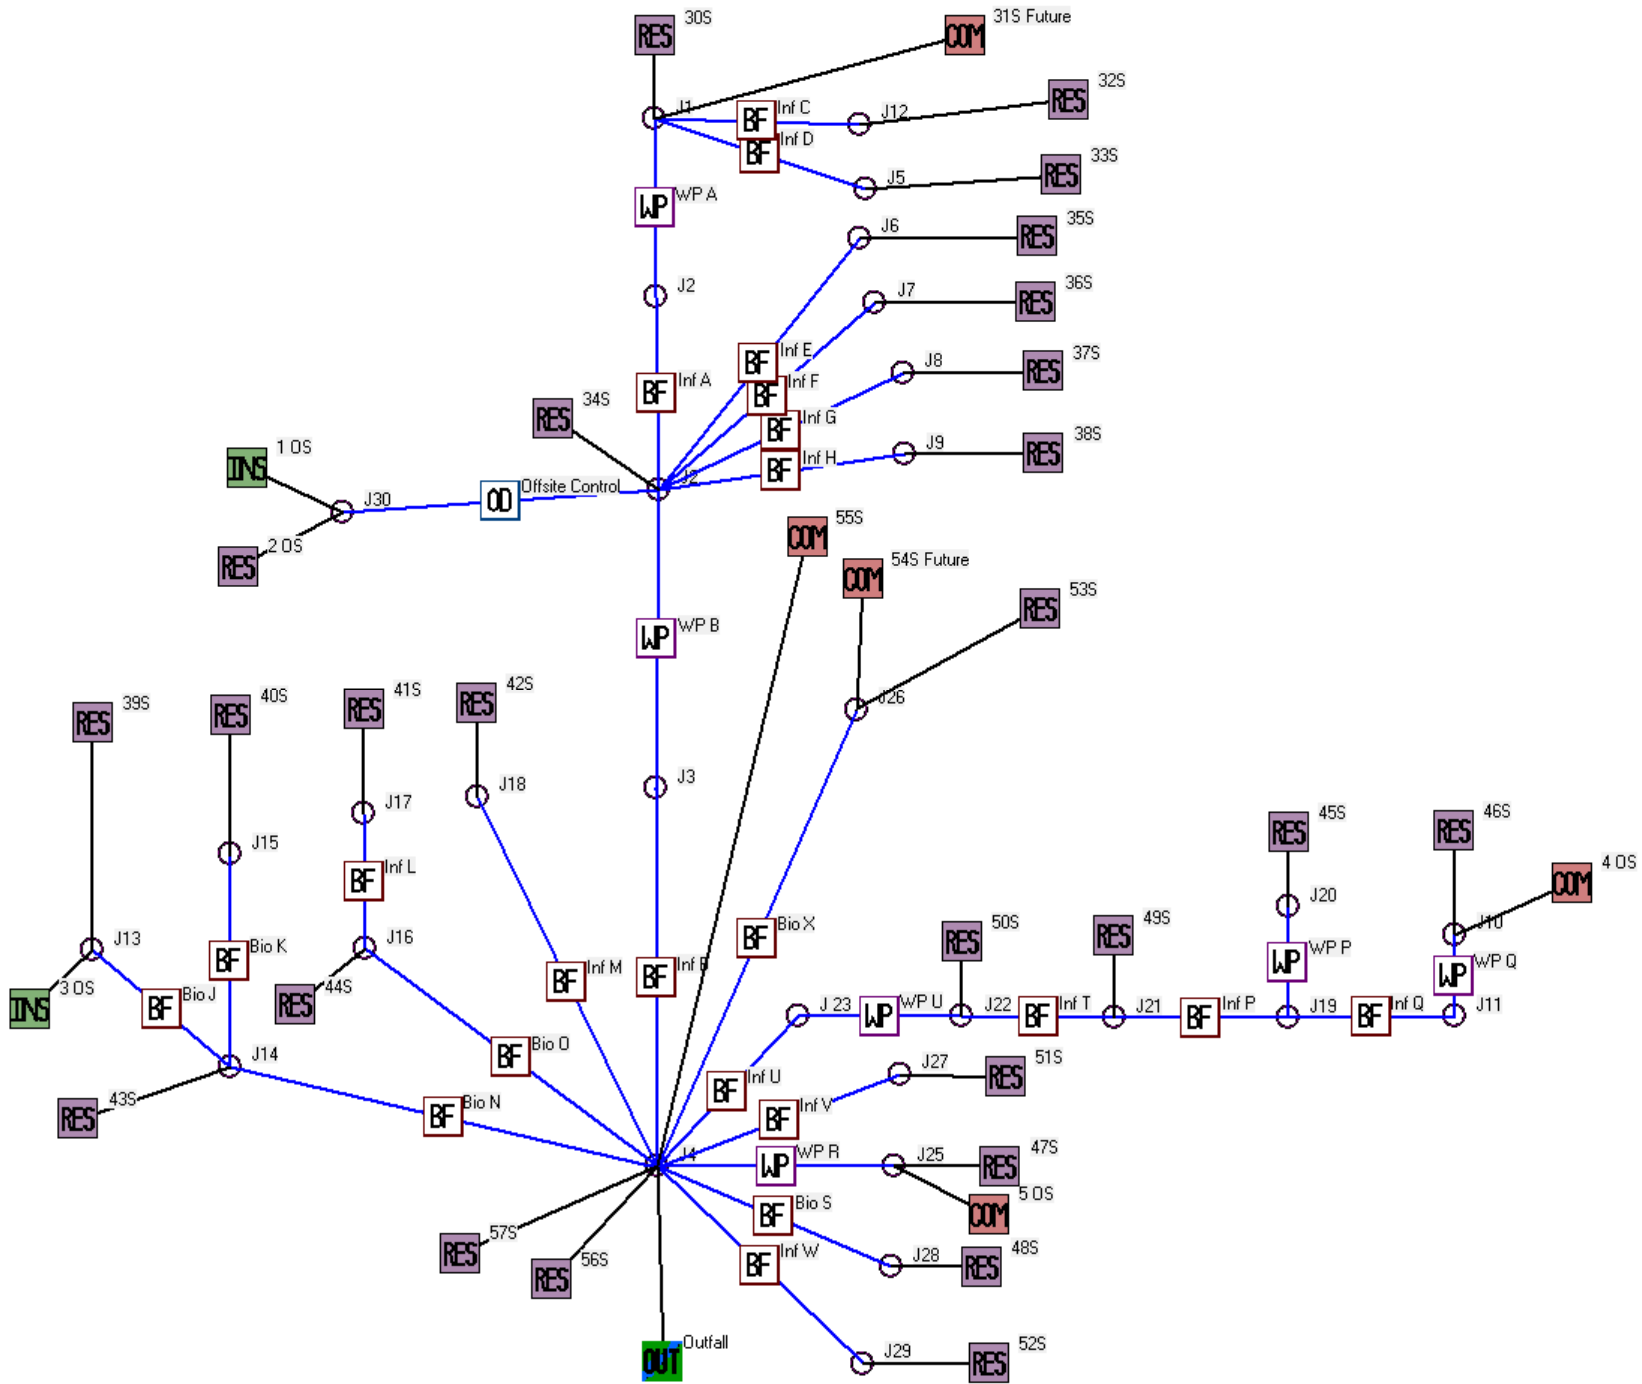 30S
RES
31S Future
COM
J1
Inf C
BF
J12
32S
RES
Inf D
BF
J5
33S
RES
WP A
WP
J6
35S
RES
J2
J7
36S
RES
Inf E
BF
J8
37S
RES
Inf A
BF
Inf F
BF
34S
RES
Inf G
BF
J9
38S
RES
1 OS
INS
Inf H
BF
J2
J30
Offsite Control
OD
2 OS
RES
55S
COM
54S Future
COM
53S
RES
WP B
WP
39S
RES
40S
RES
41S
RES
42S
RES
J26
J3
J18
J17
J15
45S
RES
46S
RES
4 OS
COM
Inf L
BF
J20
J13
Bio K
BF
J16
Inf M
BF
Inf B
BF
Bio X
BF
50S
RES
49S
RES
J10
WP P
WP
WP Q
WP
3 OS
INS
Bio J
BF
44S
RES
J 23
WP U
WP
J22
Inf T
BF
J21
Inf P
BF
J19
Inf Q
BF
J11
J14
Bio O
BF
Inf U
BF
J27
51S
RES
43S
RES
Bio N
BF
Inf V
BF
J4
WP R
WP
J25
47S
RES
5 OS
COM
Bio S
BF
57S
RES
56S
RES
Inf W
BF
J28
48S
RES
Outfall
OUT
J29
52S
RES